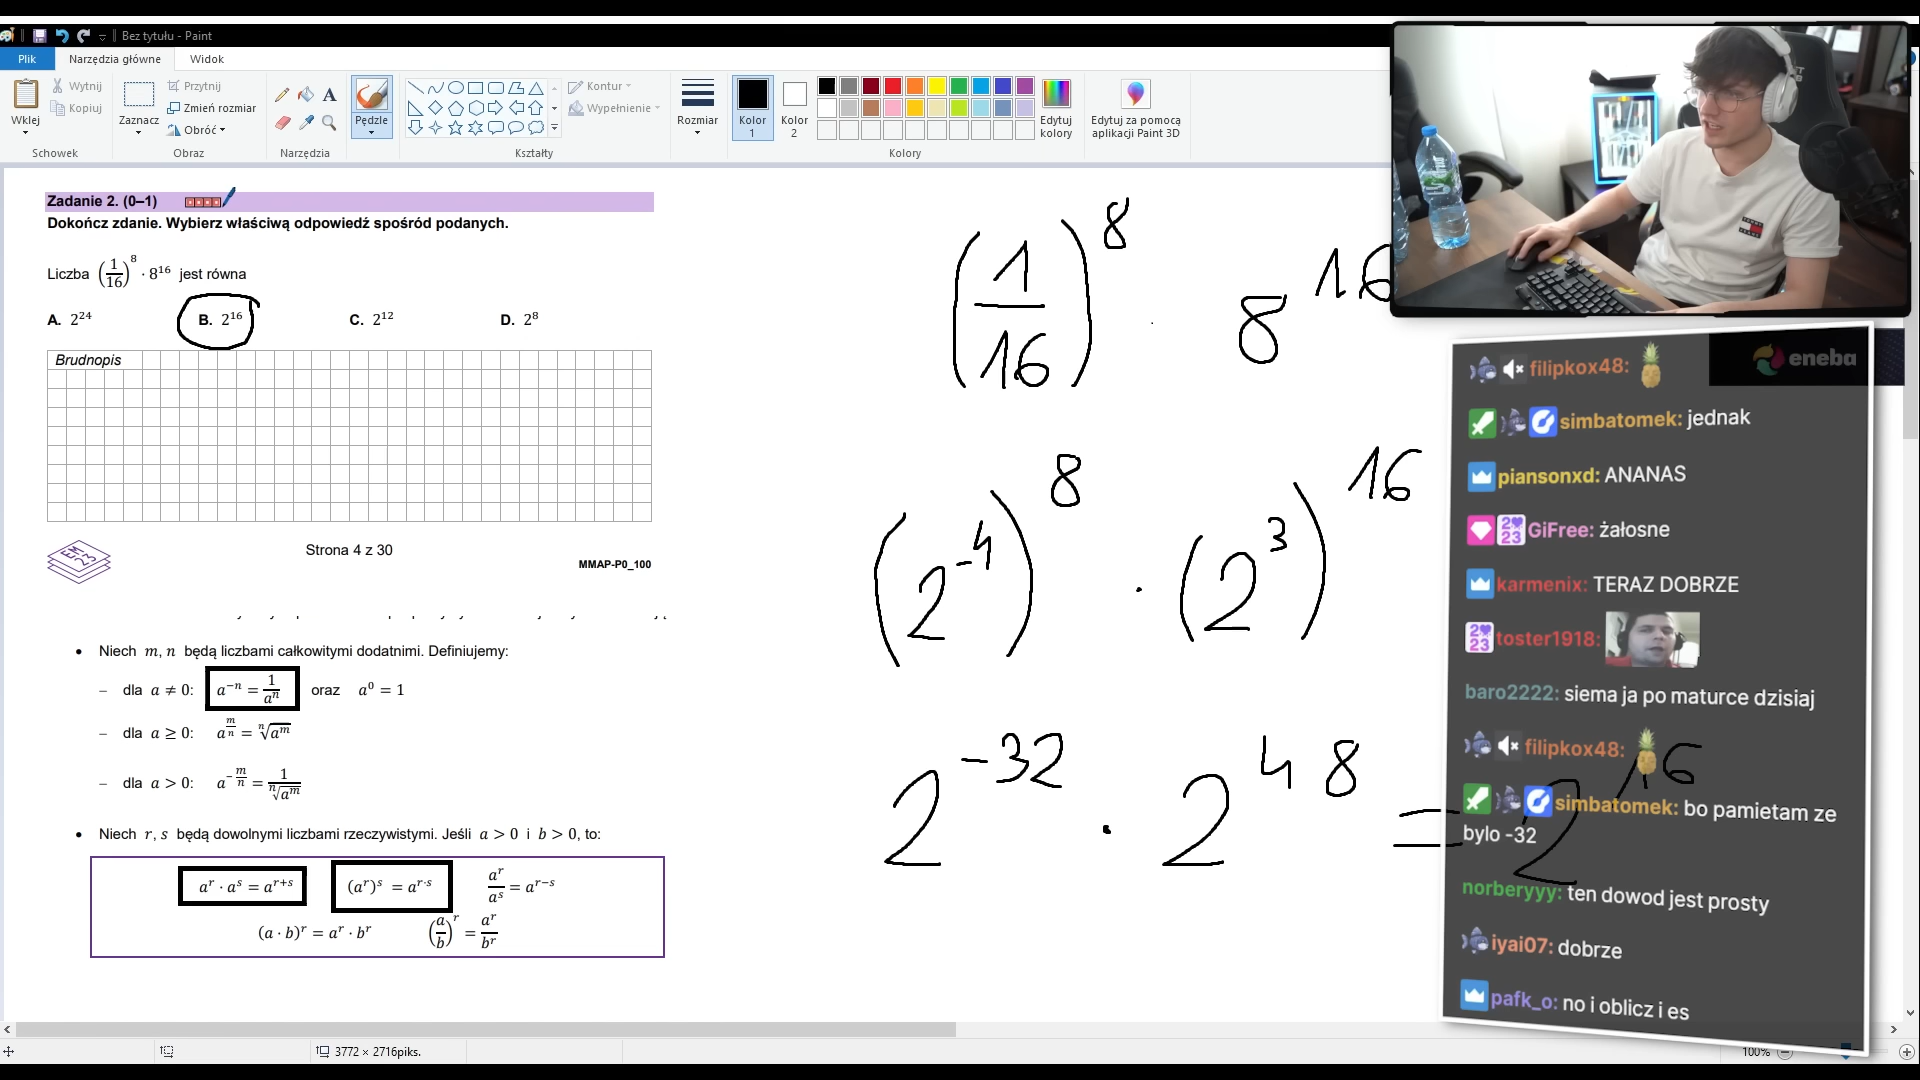 Bez tytułu - Paint
Plik Narzędzia główne Widok
Wklej Wytnij Kopiuj
Zaznacz Przytnij Zmień rozmiar Obróć
Pędzle
Kontur Wypełnienie
Rozmiar Kolor 1 Kolor 2 Edytuj kolory Edytuj za pomocą aplikacji Paint 3D
Schowek Obraz Narzędzia Kształty Kolory
Zadanie 2. (0–1)
Dokończ zdanie. Wybierz właściwą odpowiedź spośród podanych.
Liczba (1/16)^8 · 8^16 jest równa
A. 2^24 B. 2^16 C. 2^12 D. 2^8
Brudnopis
Strona 4 z 30
MMAP-P0_100
• Niech m, n będą liczbami całkowitymi dodatnimi. Definiujemy:
– dla a ≠ 0: a^-n = 1/a^n oraz a^0 = 1
– dla a ≥ 0: a^(m/n) = ⁿ√(a^m)
– dla a > 0: a^(-m/n) = 1/ⁿ√(a^m)
• Niech r, s będą dowolnymi liczbami rzeczywistymi. Jeśli a > 0 i b > 0, to:
a^r · a^s = a^(r+s) (a^r)^s = a^(r·s) a^r/a^s = a^(r−s)
(a · b)^r = a^r · b^r (a/b)^r = a^r/b^r
(1/16)^8 · 8^16
(2^-4)^8 · (2^3)^16
2^-32 · 2^48 = 2^16
eneba
filipkox48:
simbatomek: jednak
piansonxd: ANANAS
GiFree: żałosne
karmenix: TERAZ DOBRZE
toster1918:
baro2222: siema ja po maturce dzisiaj
filipkox48:
simbatomek: bo pamietam ze
bylo -32
norberyyy: ten dowod jest prosty
iyai07: dobrze
pafk_o: no i oblicz i es
3772 × 2716piks.
100%